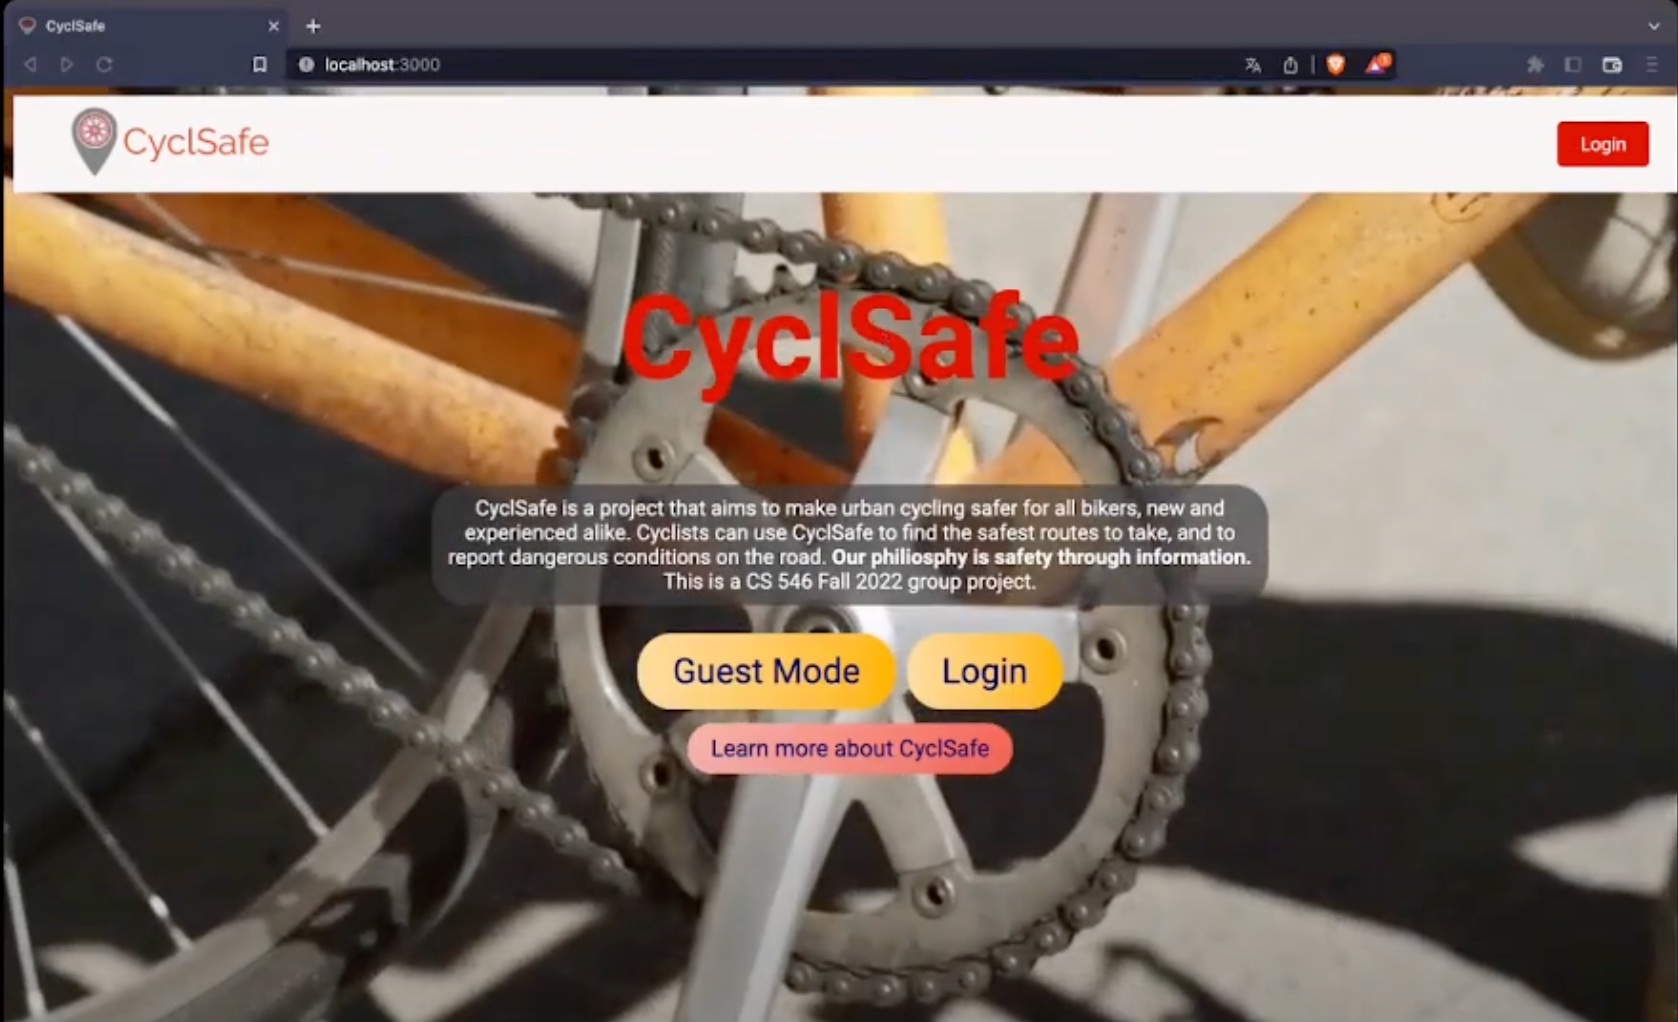 CyclSafe
localhost:3000
CyclSafe
Login
CyclSafe
CyclSafe is a project that aims to make urban cycling safer for all bikers, new and
experienced alike. Cyclists can use CyclSafe to find the safest routes to take, and to
report dangerous conditions on the road. Our philiosphy is safety through information.
This is a CS 546 Fall 2022 group project.
Guest Mode
Login
Learn more about CyclSafe